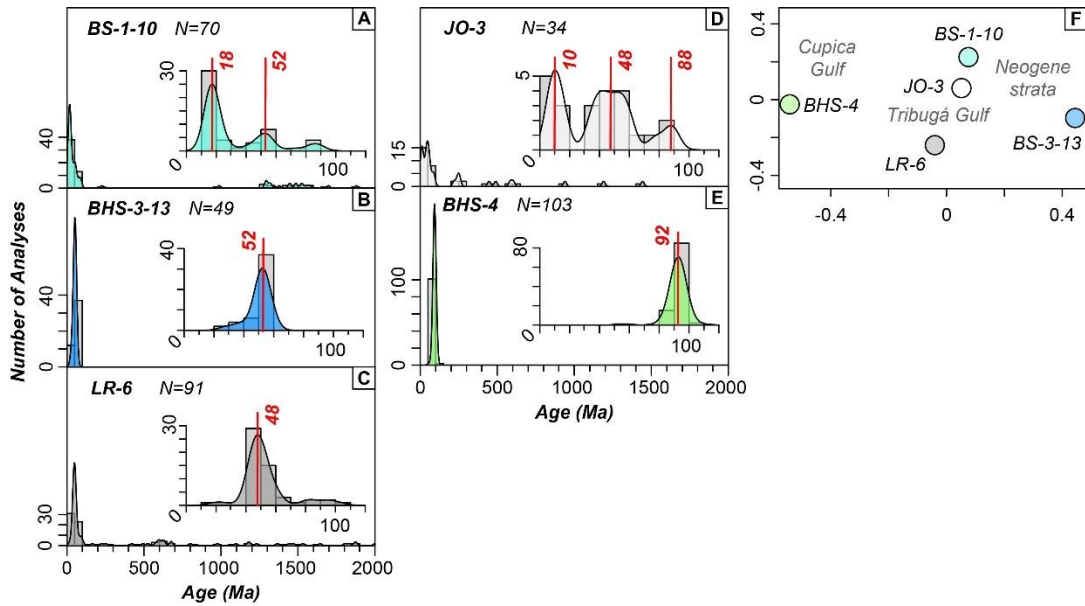 BS-1-10 N=70 A
18 52
30
0
0 100
40
0
BHS-3-13 N=49 B
52
40
0
0 100
40
0
LR-6 N=91 C
48
30
0
0 100
30
0
0 500 1000 1500 2000
Age (Ma)
Number of Analyses
JO-3 N=34 D
10 48 88
5
0
0 100
15
0
BHS-4 N=103 E
92
80
0
0 100
100
0
0 500 1000 1500 2000
Age (Ma)
F
0.4
0
-0.4
Cupica
Gulf
BS-1-10
Neogene
strata
JO-3
BHS-4
Tribugá Gulf
BS-3-13
LR-6
-0.4 0 0.4